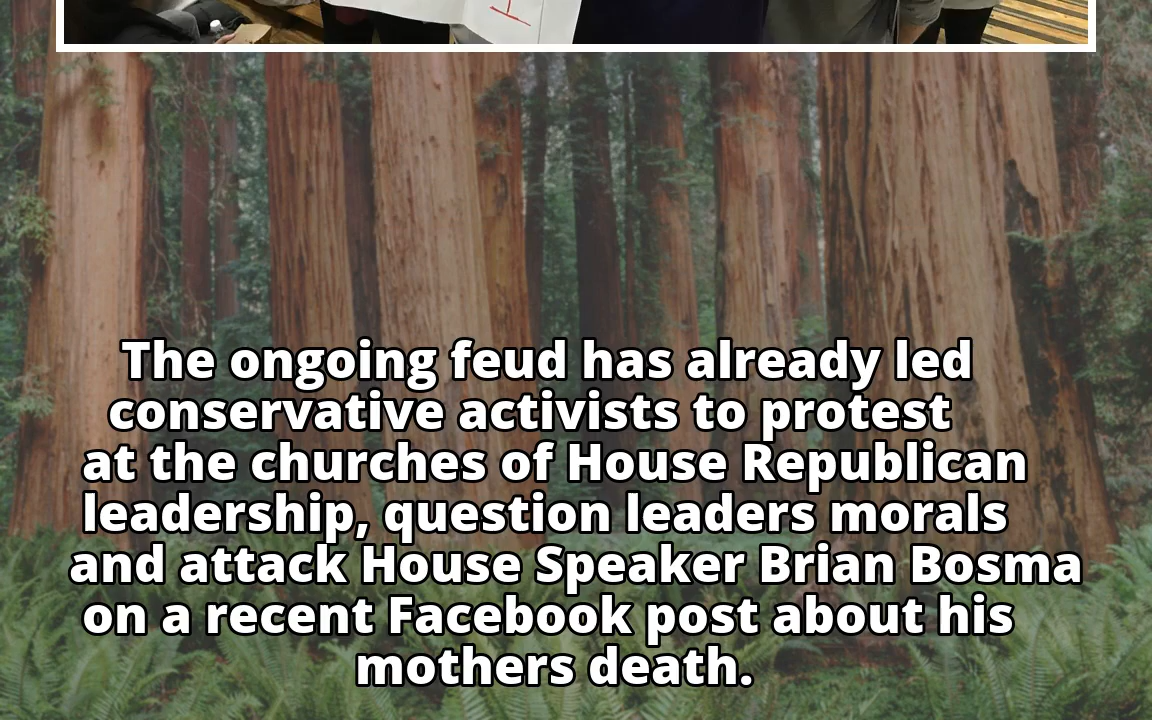 The ongoing feud has already led
conservative activists to protest
at the churches of House Republican
leadership, question leaders morals
and attack House Speaker Brian Bosma
on a recent Facebook post about his
mothers death.